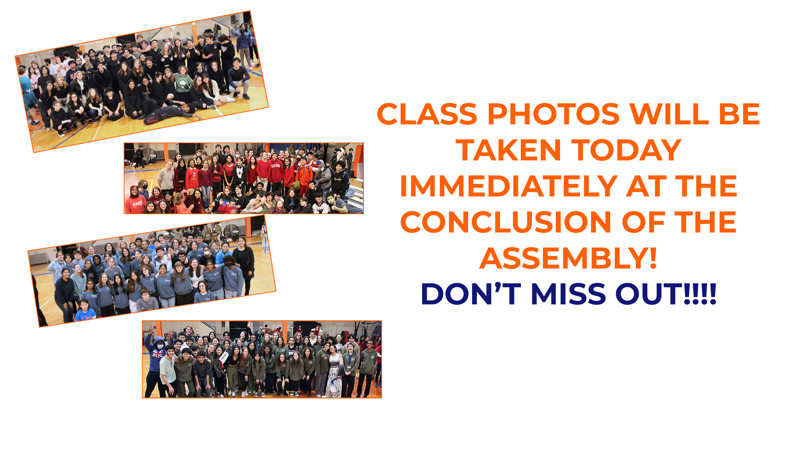 CLASS PHOTOS WILL BE
TAKEN TODAY
IMMEDIATELY AT THE
CONCLUSION OF THE
ASSEMBLY!
DON’T MISS OUT!!!!